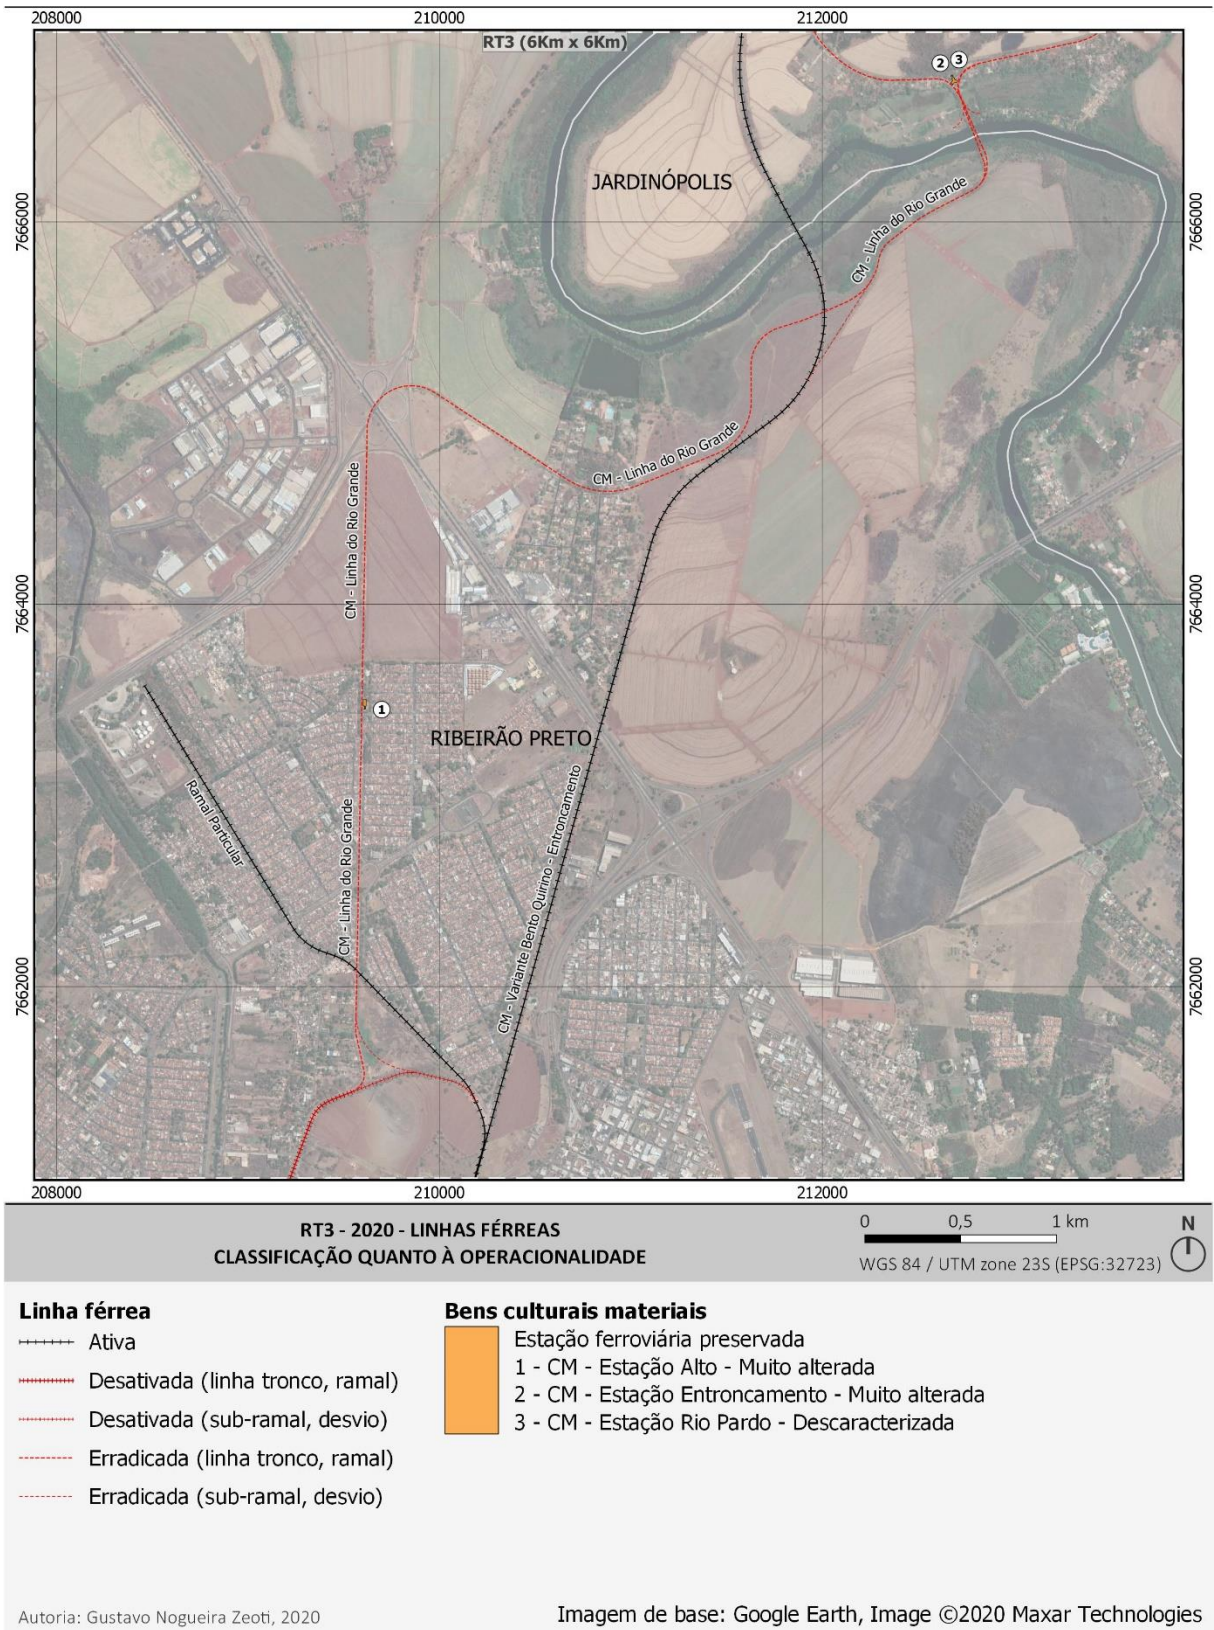 208000
210000
212000
RT3 (6Km x 6Km)
2
3
JARDINÓPOLIS
CM - Linha do Rio Grande
7666000
7666000
CM - Linha do Rio Grande
CM - Linha do Rio Grande
7664000
7664000
1
RIBEIRÃO PRETO
Ramal Particular
CM - Linha do Rio Grande
CM - Variante Bento Quirino - Entroncamento
7662000
7662000
208000
210000
212000
RT3 - 2020 - LINHAS FÉRREAS
CLASSIFICAÇÃO QUANTO À OPERACIONALIDADE
0 0,5 1 km
WGS 84 / UTM zone 23S (EPSG:32723)
N
Linha férrea
Ativa
Desativada (linha tronco, ramal)
Desativada (sub-ramal, desvio)
Erradicada (linha tronco, ramal)
Erradicada (sub-ramal, desvio)
Bens culturais materiais
Estação ferroviária preservada
1 - CM - Estação Alto - Muito alterada
2 - CM - Estação Entroncamento - Muito alterada
3 - CM - Estação Rio Pardo - Descaracterizada
Autoria: Gustavo Nogueira Zeoti, 2020
Imagem de base: Google Earth, Image ©2020 Maxar Technologies